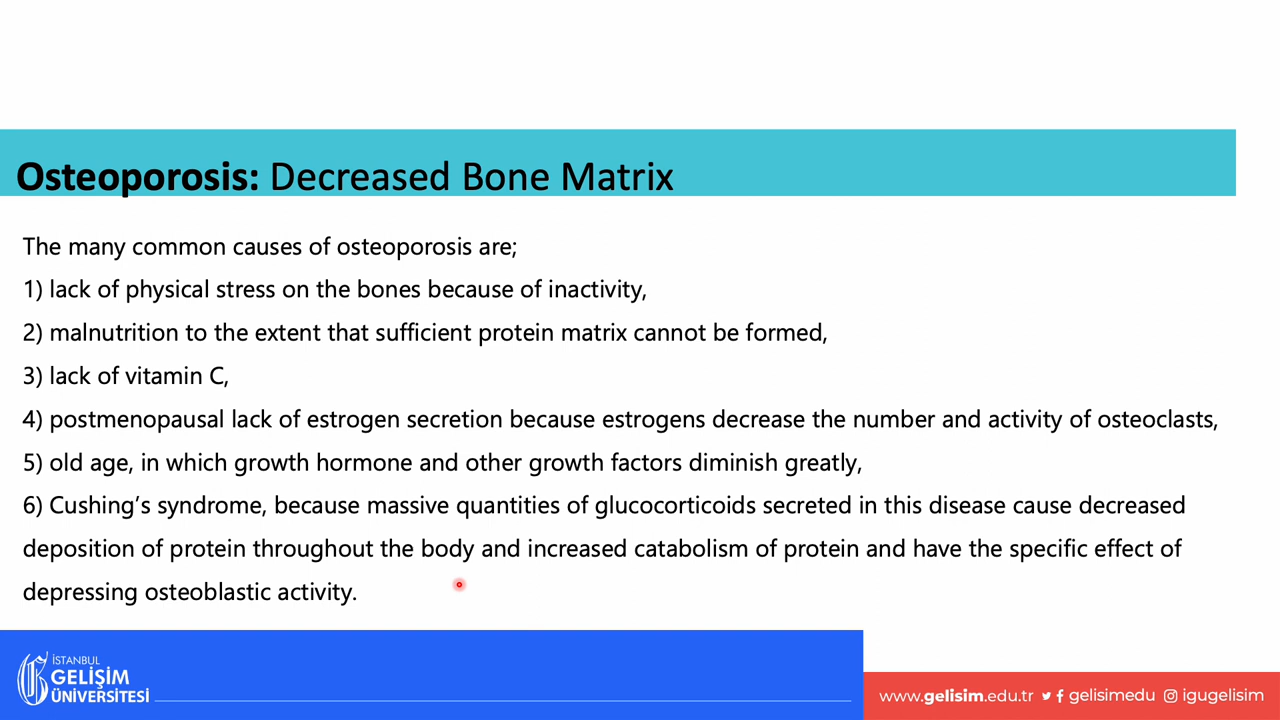 Osteoporosis: Decreased Bone Matrix
The many common causes of osteoporosis are;
1) lack of physical stress on the bones because of inactivity,
2) malnutrition to the extent that sufficient protein matrix cannot be formed,
3) lack of vitamin C,
4) postmenopausal lack of estrogen secretion because estrogens decrease the number and activity of osteoclasts,
5) old age, in which growth hormone and other growth factors diminish greatly,
6) Cushing’s syndrome, because massive quantities of glucocorticoids secreted in this disease cause decreased
deposition of protein throughout the body and increased catabolism of protein and have the specific effect of
depressing osteoblastic activity.
İSTANBUL
GELİŞİM
ÜNİVERSİTESİ
www.gelisim.edu.tr gelisimedu igugelisim